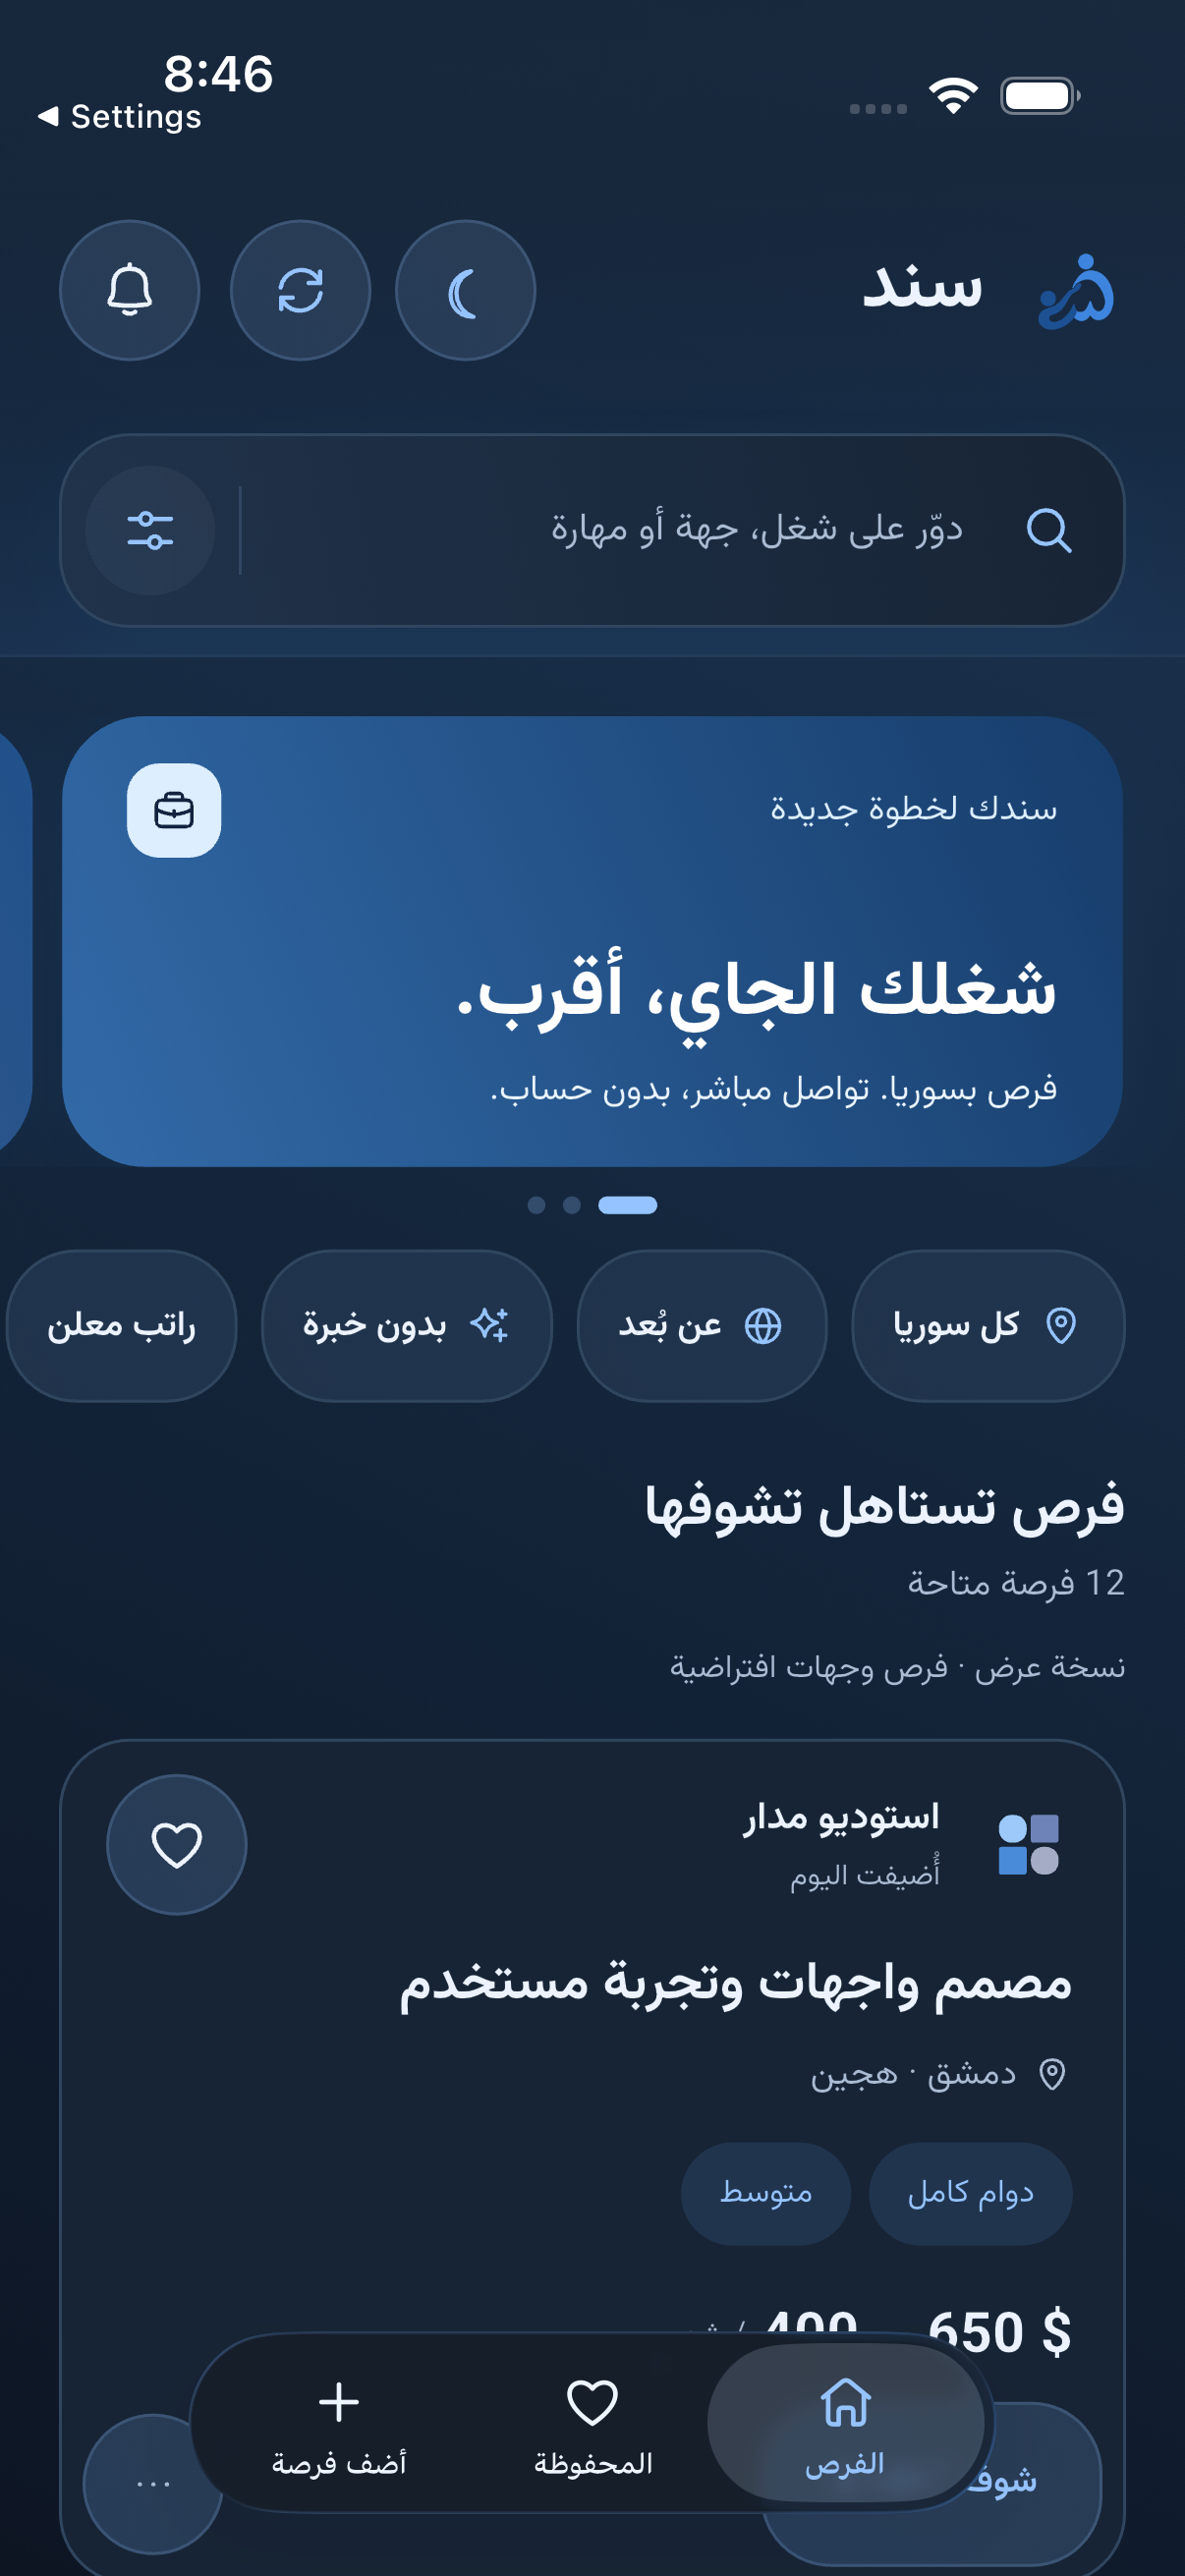 8:46
Settings
سند
دوّر على شغل، جهة أو مهارة
سندك لخطوة جديدة
شغلك الجاي، أقرب.
فرص بسوريا. تواصل مباشر، بدون حساب.
كل سوريا
عن بُعد
بدون خبرة
راتب معلن
فرص تستاهل تشوفها
12 فرصة متاحة
نسخة عرض · فرص وجهات افتراضية
استوديو مدار
أُضيفت اليوم
مصمم واجهات وتجربة مستخدم
دمشق · هجين
دوام كامل
متوسط
650 $
400
الفرص
المحفوظة
أضف فرصة